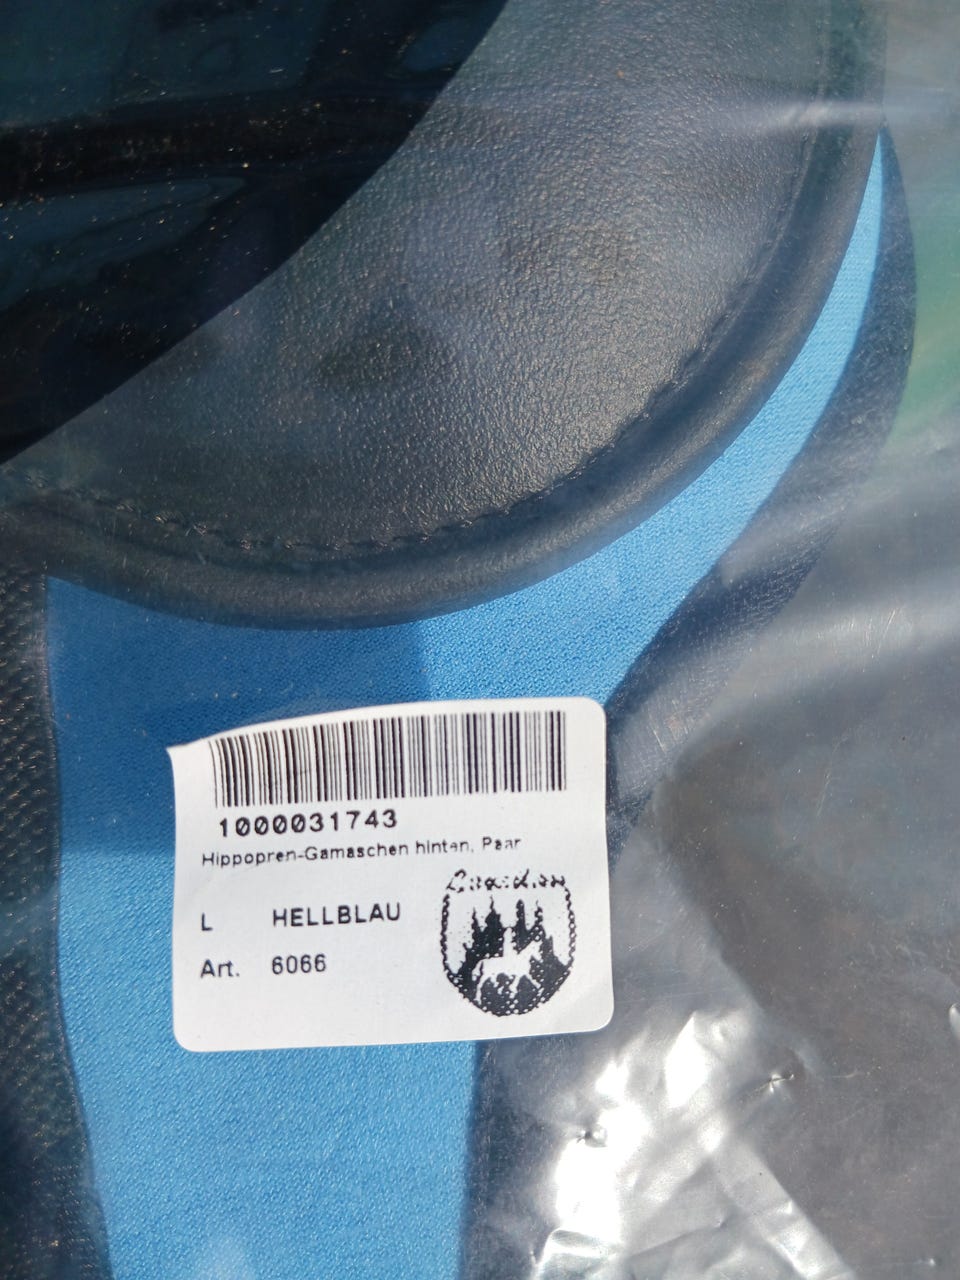 1000031743
Hippopren-Gamaschen hinten, Paar
L HELLBLAU
Art. 6066